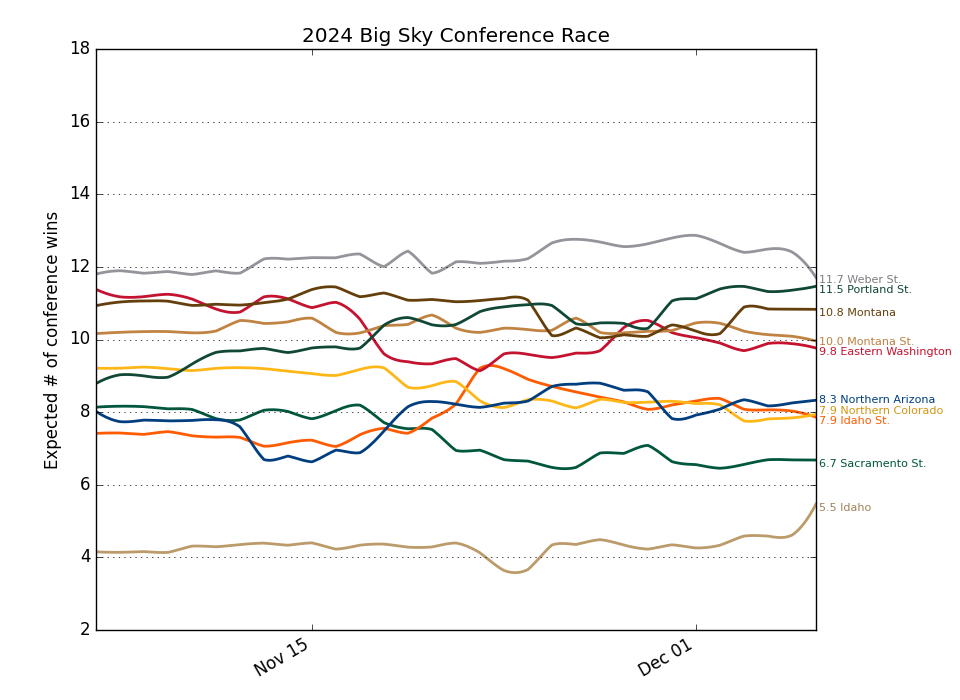 2024 Big Sky Conference Race
Expected # of conference wins
18
16
14
12
10
8
6
4
2
Nov 15
Dec 01
11.7 Weber St.
11.5 Portland St.
10.8 Montana
10.0 Montana St.
9.8 Eastern Washington
8.3 Northern Arizona
7.9 Northern Colorado
7.9 Idaho St.
6.7 Sacramento St.
5.5 Idaho